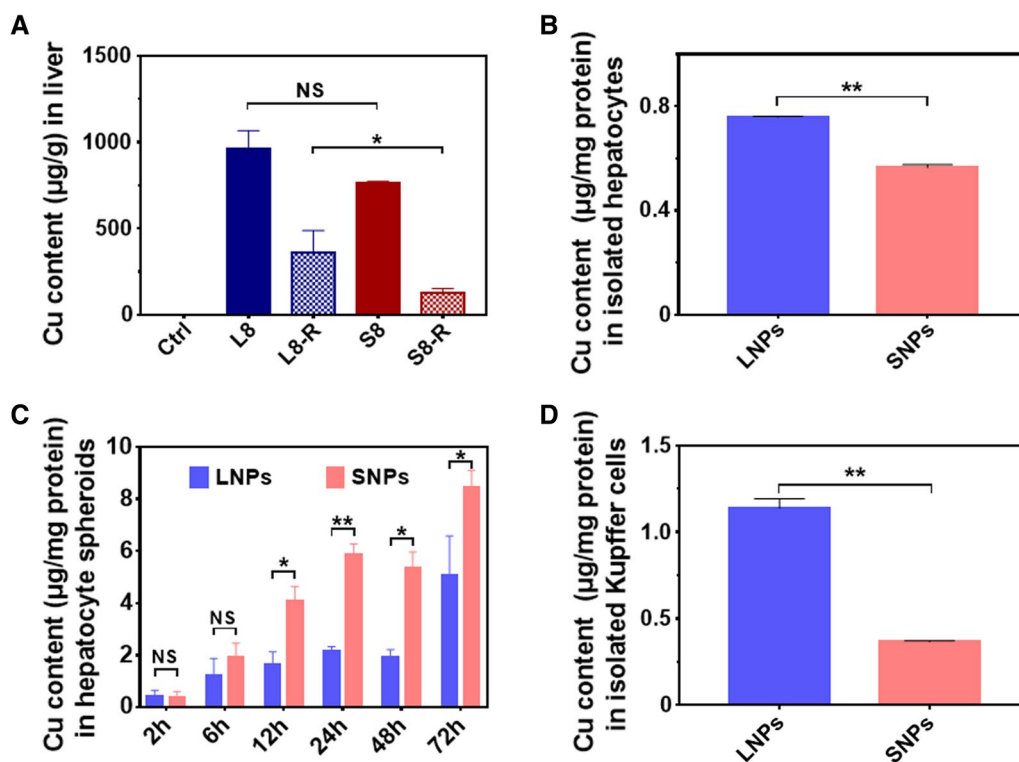 A
Cu content (µg/g) in liver
1500
1000
500
0
NS
*
Ctrl
L8
L8-R
S8
S8-R
B
Cu content (µg/mg protein)
in isolated hepatocytes
0.8
0.4
0
**
LNPs
SNPs
C
Cu content (µg/mg protein)
in hepatocyte spheroids
10
8
6
4
2
0
LNPs
SNPs
NS
NS
*
**
*
*
2h
6h
12h
24h
48h
72h
D
Cu content (µg/mg protein)
in isolated Kupffer cells
1.5
1.0
0.5
0
**
LNPs
SNPs